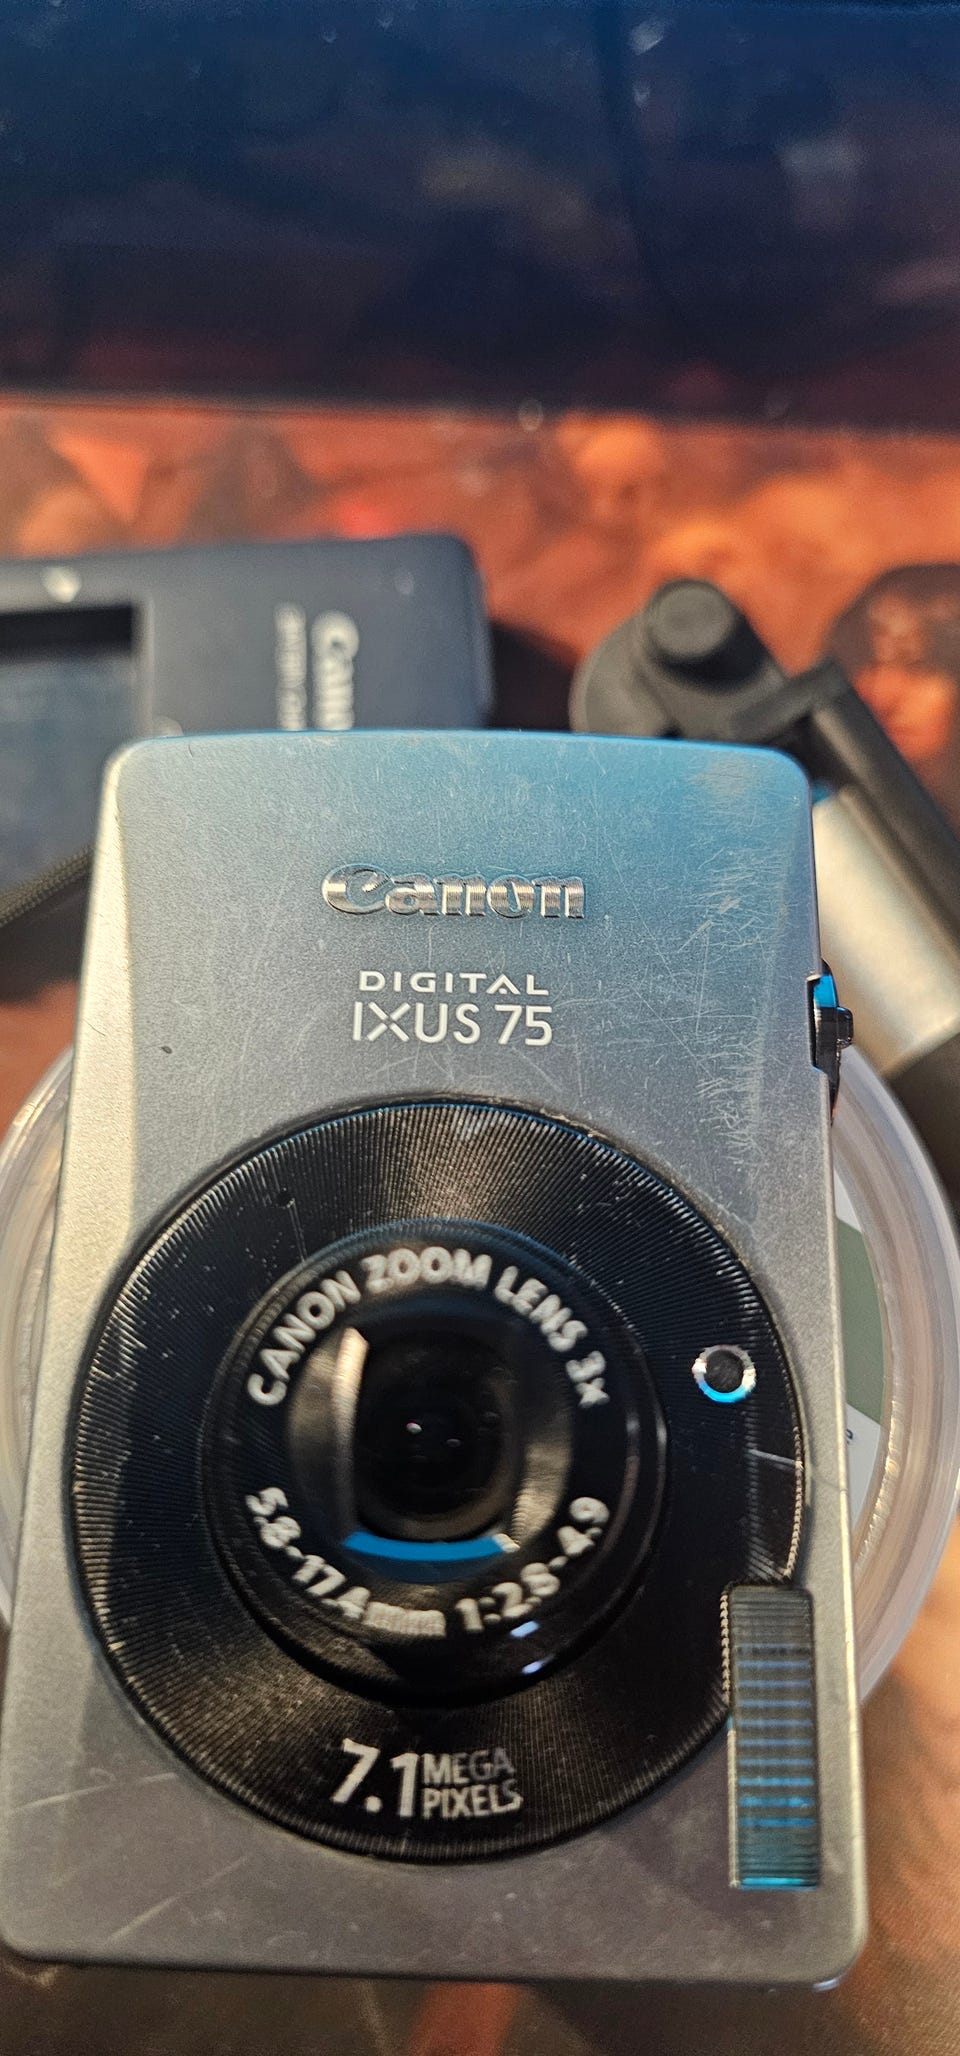 Canon
Canon
DIGITAL
IXUS 75
CANON ZOOM LENS 3x
5.8-17.4mm 1:2.8-4.9
7.1 MEGA
PIXELS